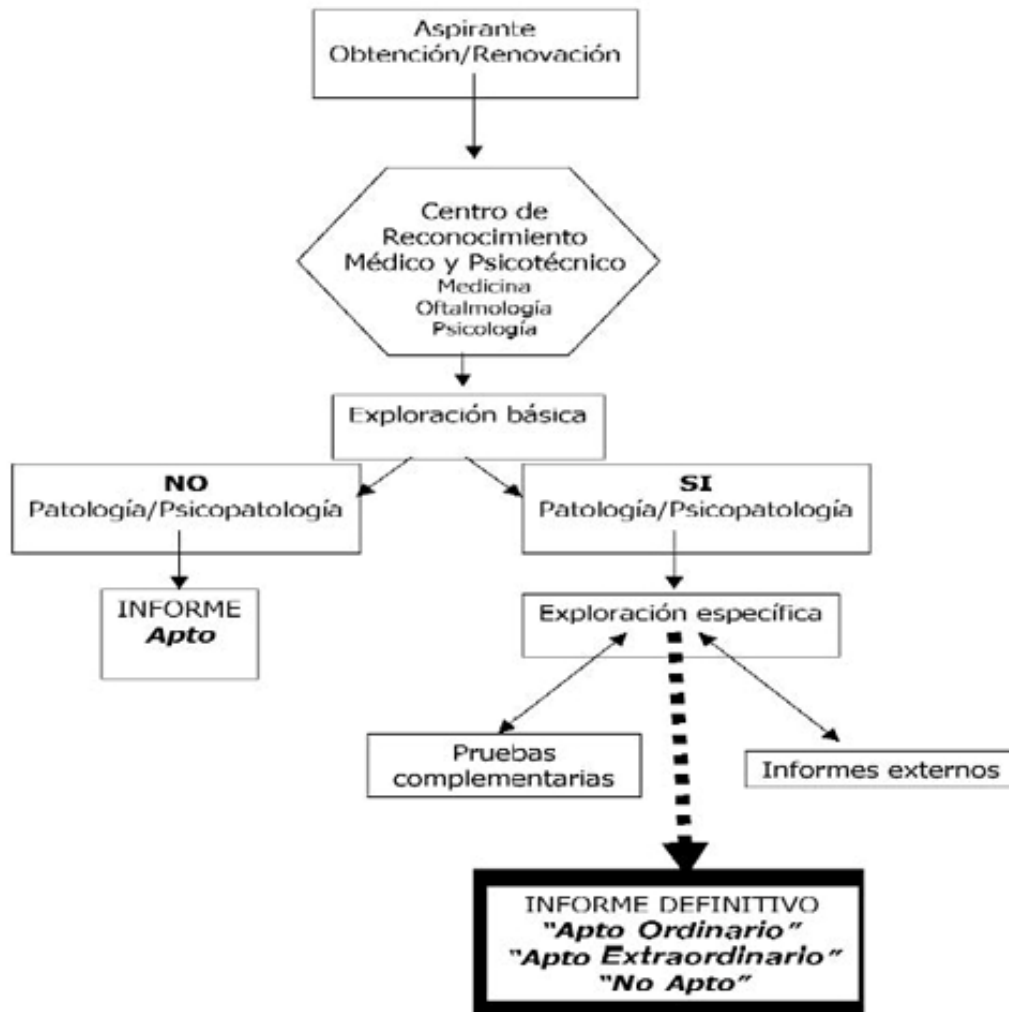 Aspirante
Obtención/Renovación
Centro de
Reconocimiento
Médico y Psicotécnico
Medicina
Oftalmología
Psicología
Exploración básica
NO
Patología/Psicopatología
SI
Patología/Psicopatología
INFORME
Apto
Exploración específica
Pruebas
complementarias
Informes externos
INFORME DEFINITIVO
"Apto Ordinario"
"Apto Extraordinario"
"No Apto"